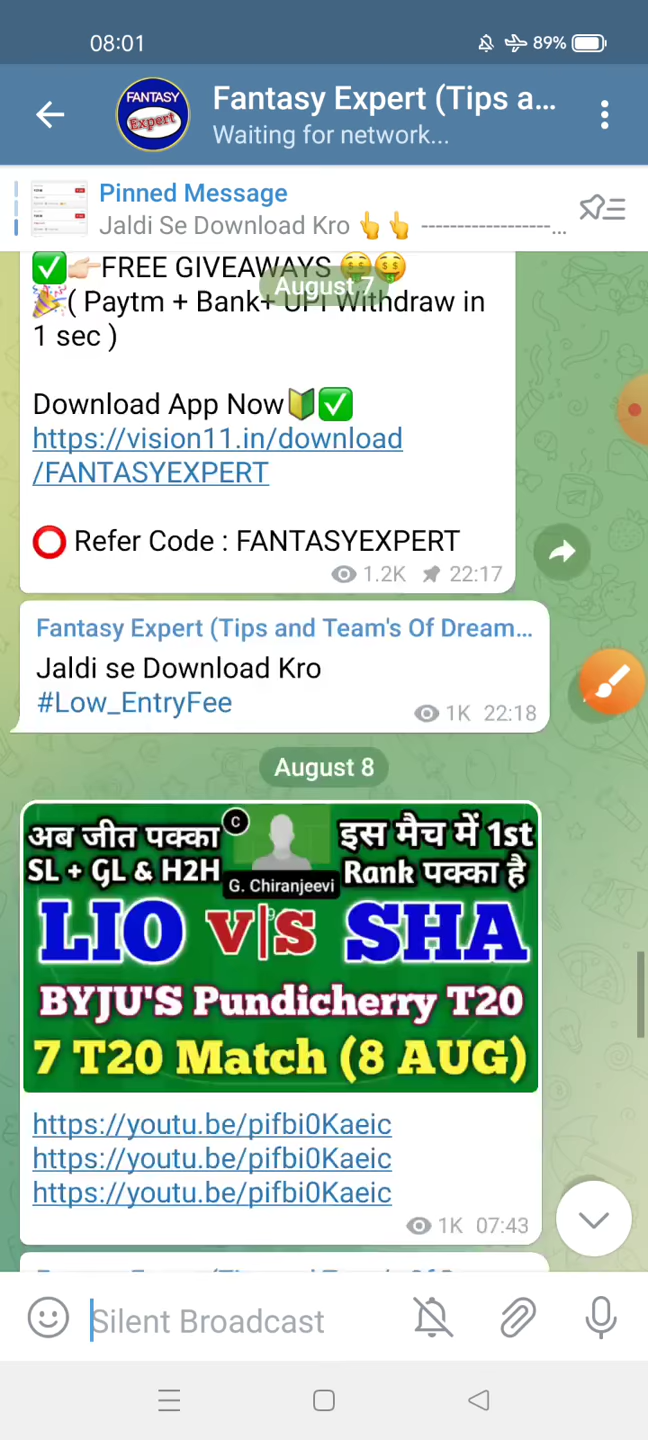 08:01
89%
FANTASY
Expert
Fantasy Expert (Tips a...
Waiting for network...
Pinned Message
Jaldi Se Download Kro 👆👆 ------------------...
✅👉FREE GIVEAWAYS 🤑🤑
August 7
🎉( Paytm + Bank+ UPI Withdraw in
1 sec )
Download App Now🔰✅
https://vision11.in/download
/FANTASYEXPERT
⭕ Refer Code : FANTASYEXPERT
1.2K 22:17
Fantasy Expert (Tips and Team's Of Dream...
Jaldi se Download Kro
#Low_EntryFee
1K 22:18
August 8
अब जीत पक्का
C
इस मैच में 1st
SL + GL & H2H
G. Chiranjeevi
Rank पक्का है
LIO V|S SHA
BYJU'S Pundicherry T20
7 T20 Match (8 AUG)
https://youtu.be/pifbi0Kaeic
https://youtu.be/pifbi0Kaeic
https://youtu.be/pifbi0Kaeic
1K 07:43
Silent Broadcast